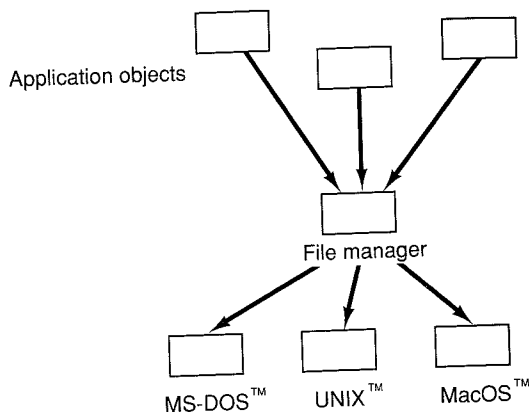 Application objects
File manager
MS-DOS™
UNIX™
MacOS™